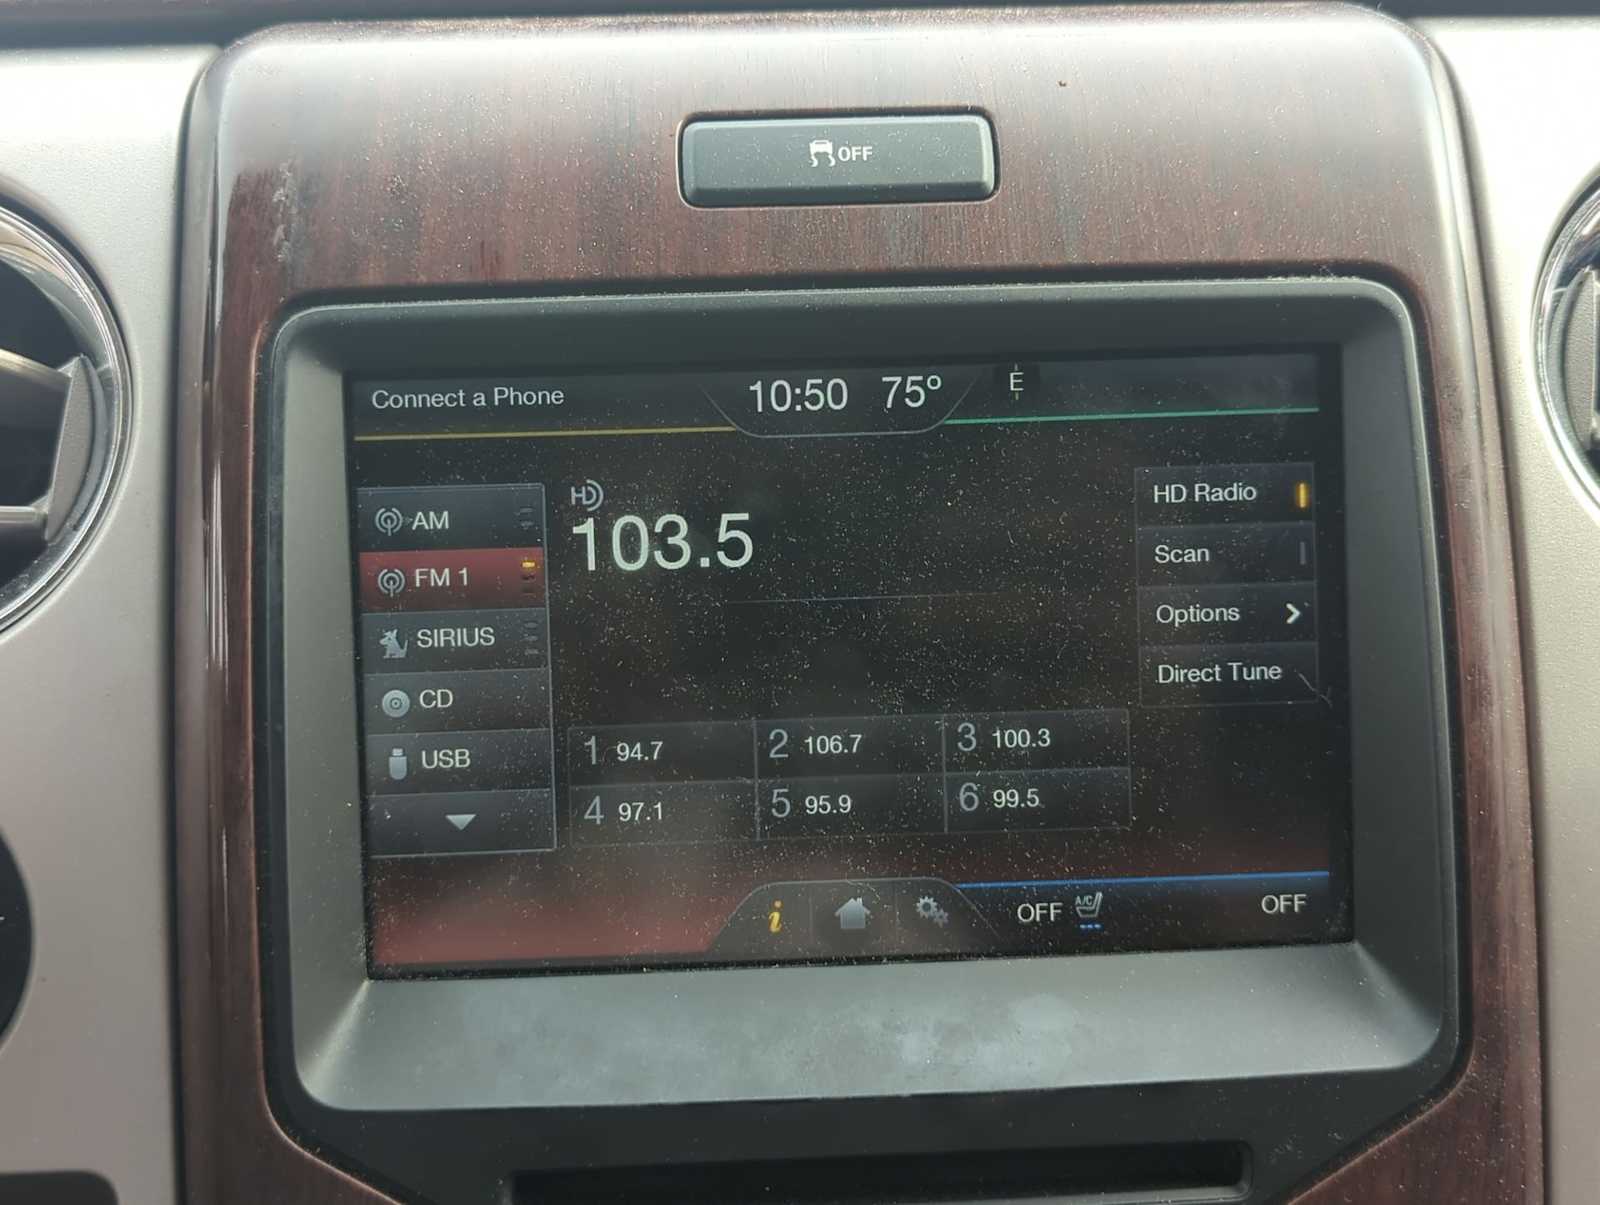 OFF
Connect a Phone
10:50 75º E
HD
103.5
AM
FM 1
SIRIUS
CD
USB
HD Radio
Scan
Options
Direct Tune
1 94.7 2 106.7 3 100.3
4 97.1 5 95.9 6 99.5
i OFF A/C OFF